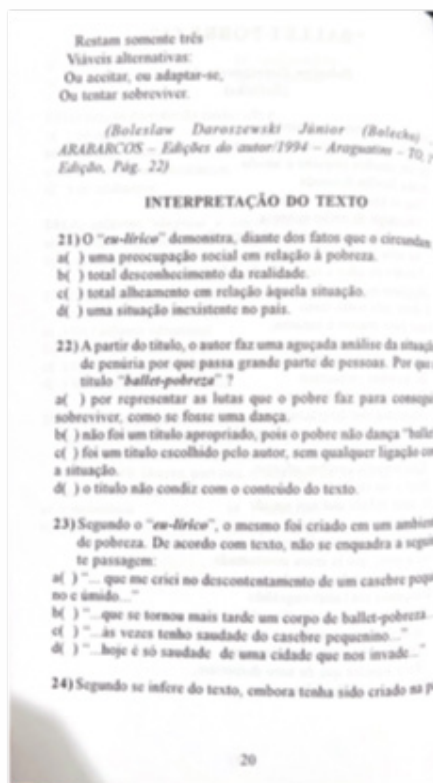 Restam somente três
Viáveis alternativas:
Ou aceitar, ou adaptar-se,
Ou tentar sobreviver.
(Boleslaw Daroszewski Júnior (Bolecha)
ARABARCOS – Edições do autor/1994 – Araguatins – TO,
Edição, Pág. 22)
INTERPRETAÇÃO DO TEXTO
21) O "eu-lírico" demonstra, diante dos fatos que o circundam
a( ) uma preocupação social em relação à pobreza.
b( ) total desconhecimento da realidade.
c( ) total alheamento em relação àquela situação.
d( ) uma situação inexistente no país.
22) A partir do título, o autor faz uma aguçada análise da situaçã
de penúria por que passa grande parte de pessoas. Por que
título "ballet-pobreza" ?
a( ) por representar as lutas que o pobre faz para consegui
sobreviver, como se fosse uma dança.
b( ) não foi um título apropriado, pois o pobre não dança "ballet
c( ) foi um título escolhido pelo autor, sem qualquer ligação com
a situação.
d( ) o título não condiz com o conteúdo do texto.
23) Segundo o "eu-lírico", o mesmo foi criado em um ambien
de pobreza. De acordo com texto, não se enquadra a seguin
te passagem:
a( ) "... que me criei no descontentamento de um casebre pequ
no e úmido..."
b( ) "...que se tornou mais tarde um corpo de ballet-pobreza.
c( ) "...às vezes tenho saudade do casebre pequenino..."
d( ) "...hoje é só saudade de uma cidade que nos invade..."
24) Segundo se infere do texto, embora tenha sido criado na p
20